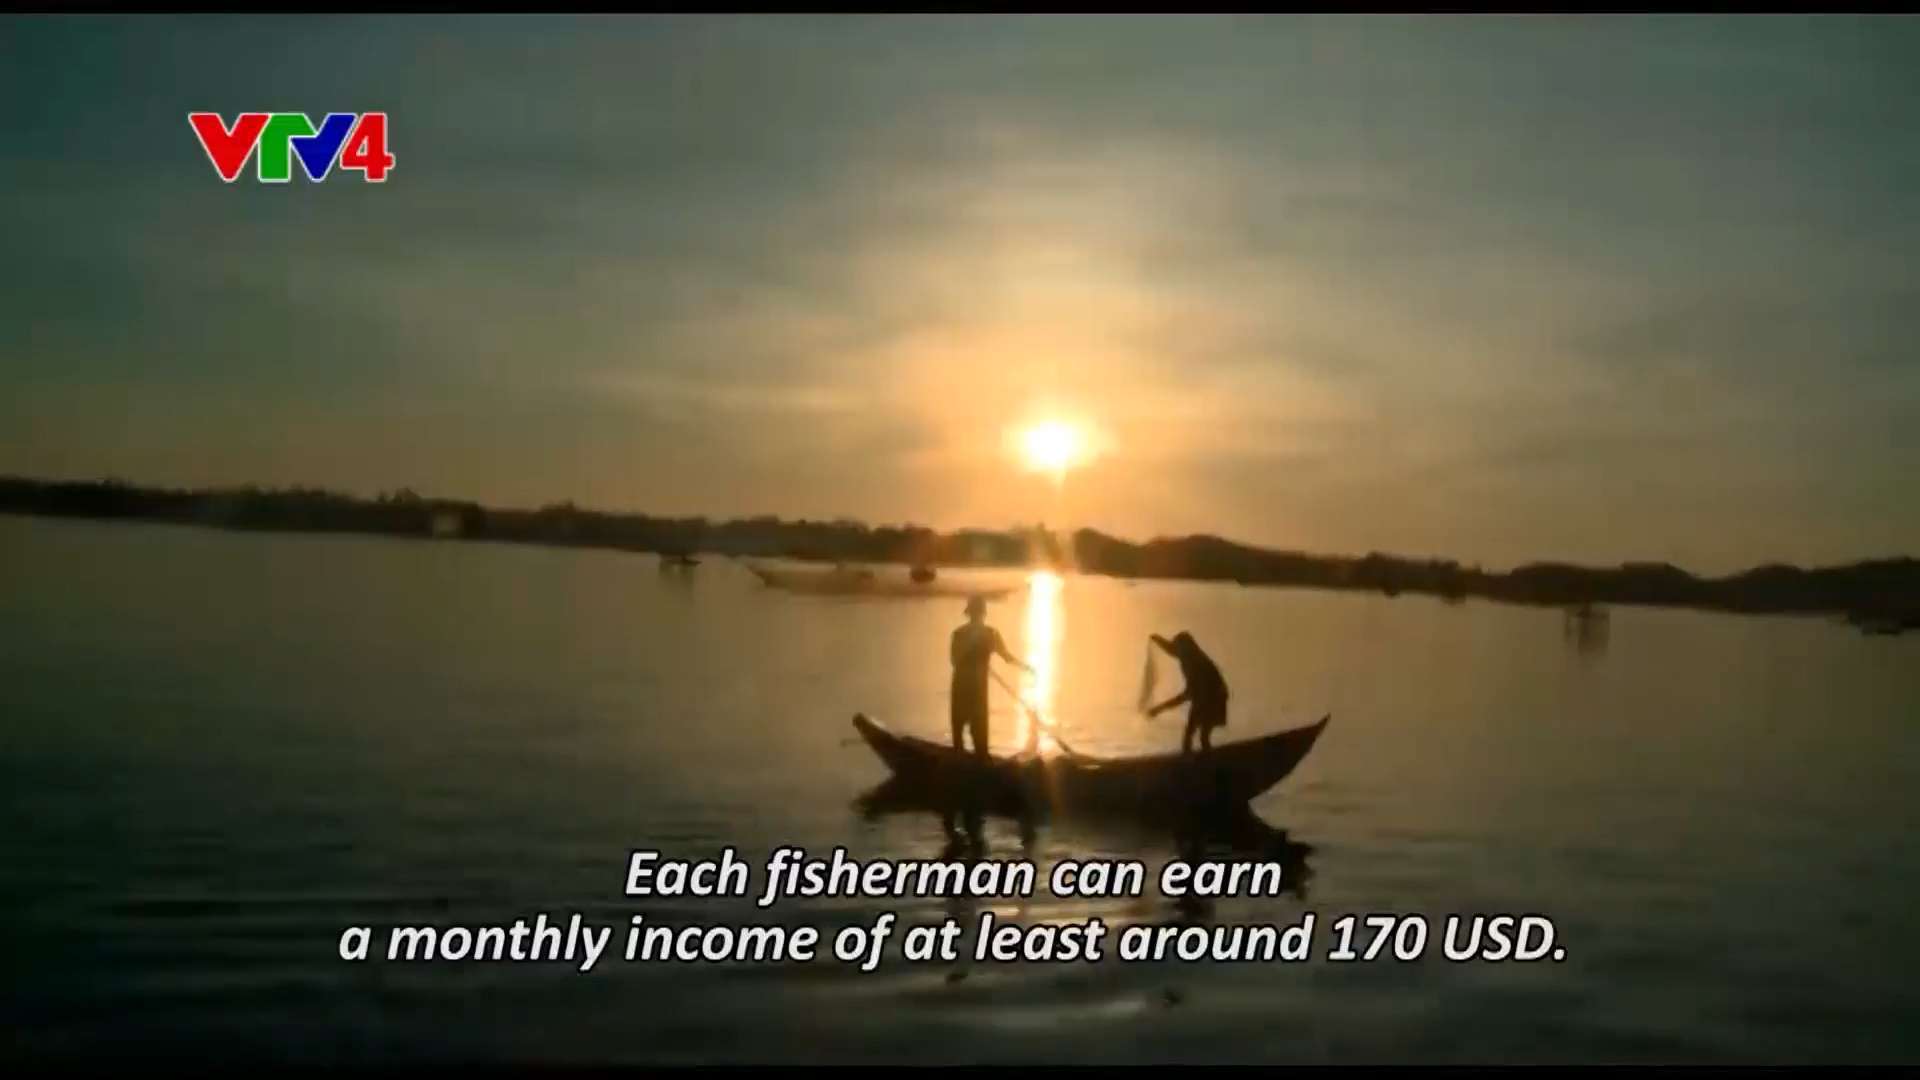 VTV4
Each fisherman can earn
a monthly income of at least around 170 USD.